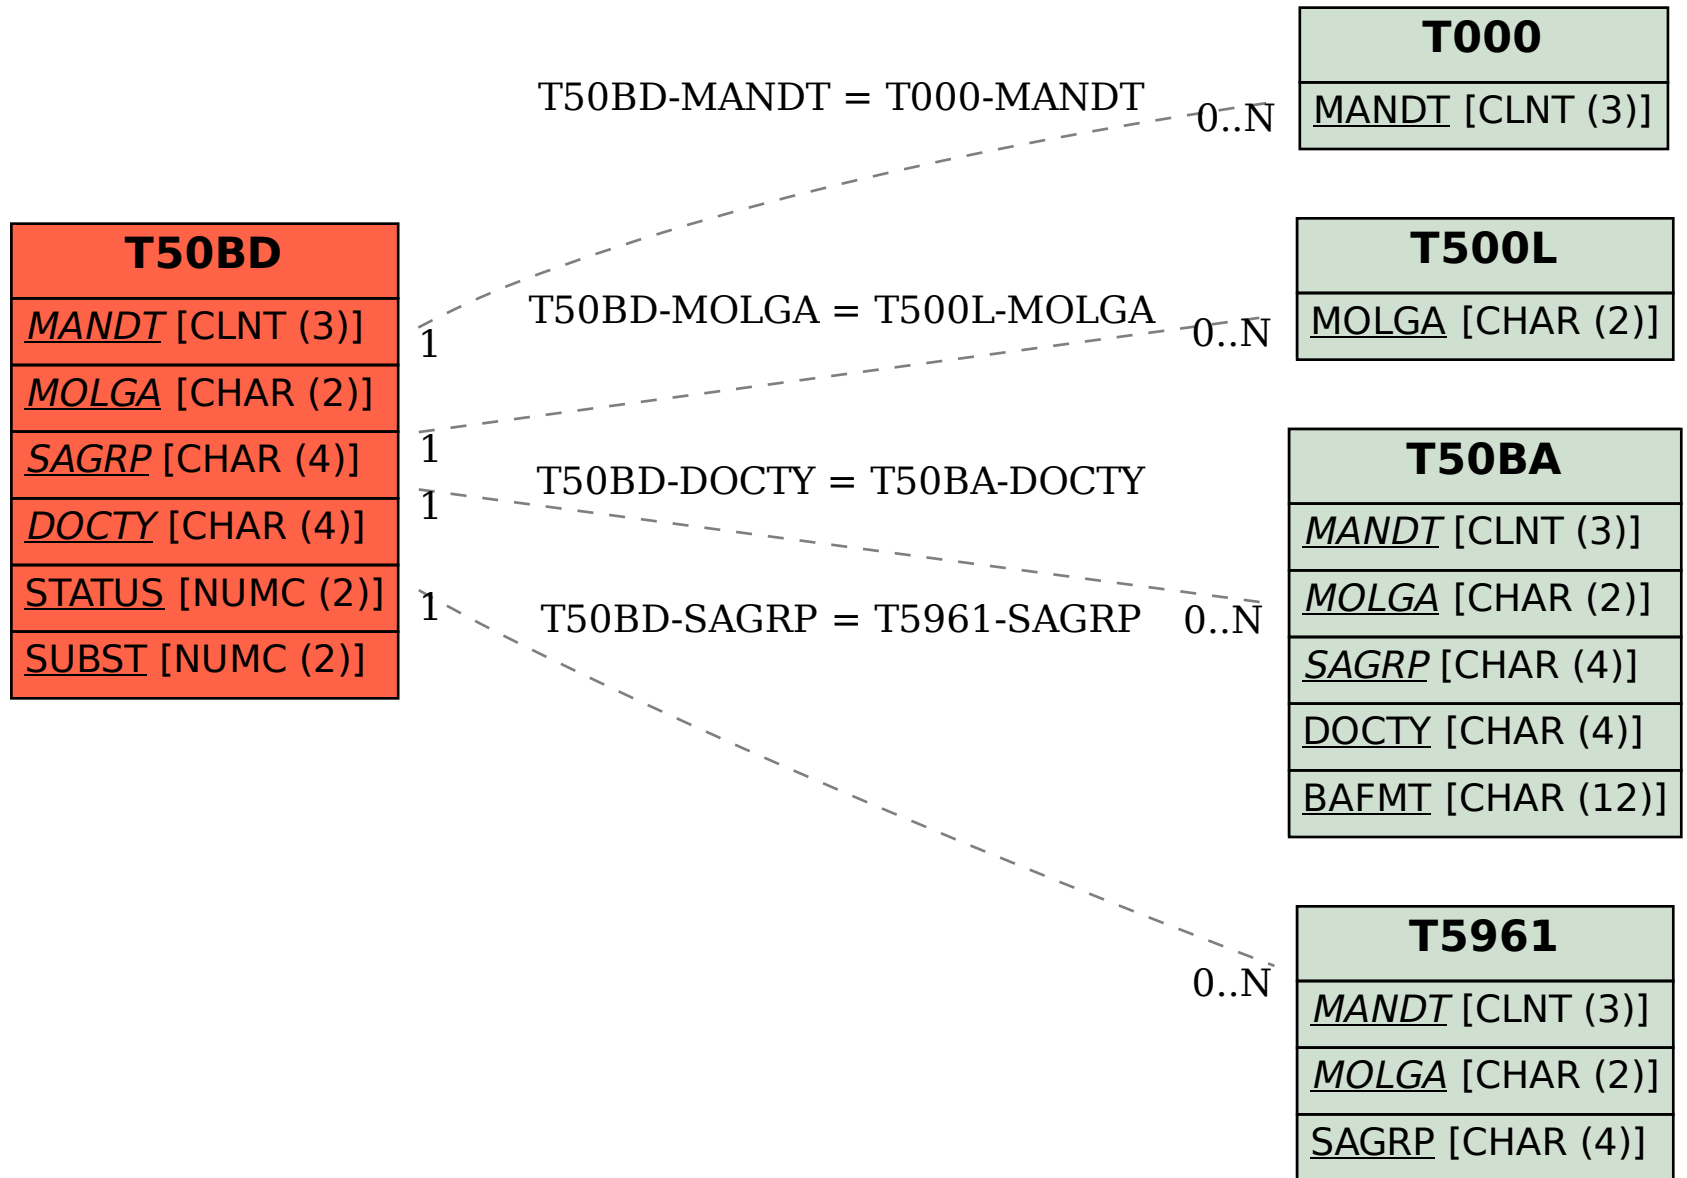 T50BD
MANDT [CLNT (3)]
MOLGA [CHAR (2)]
SAGRP [CHAR (4)]
DOCTY [CHAR (4)]
STATUS [NUMC (2)]
SUBST [NUMC (2)]
T50BD-MANDT = T000-MANDT
0..N
1
T50BD-MOLGA = T500L-MOLGA
0..N
1
T50BD-DOCTY = T50BA-DOCTY
1
0..N
T50BD-SAGRP = T5961-SAGRP
1
0..N
T000
MANDT [CLNT (3)]
T500L
MOLGA [CHAR (2)]
T50BA
MANDT [CLNT (3)]
MOLGA [CHAR (2)]
SAGRP [CHAR (4)]
DOCTY [CHAR (4)]
BAFMT [CHAR (12)]
T5961
MANDT [CLNT (3)]
MOLGA [CHAR (2)]
SAGRP [CHAR (4)]